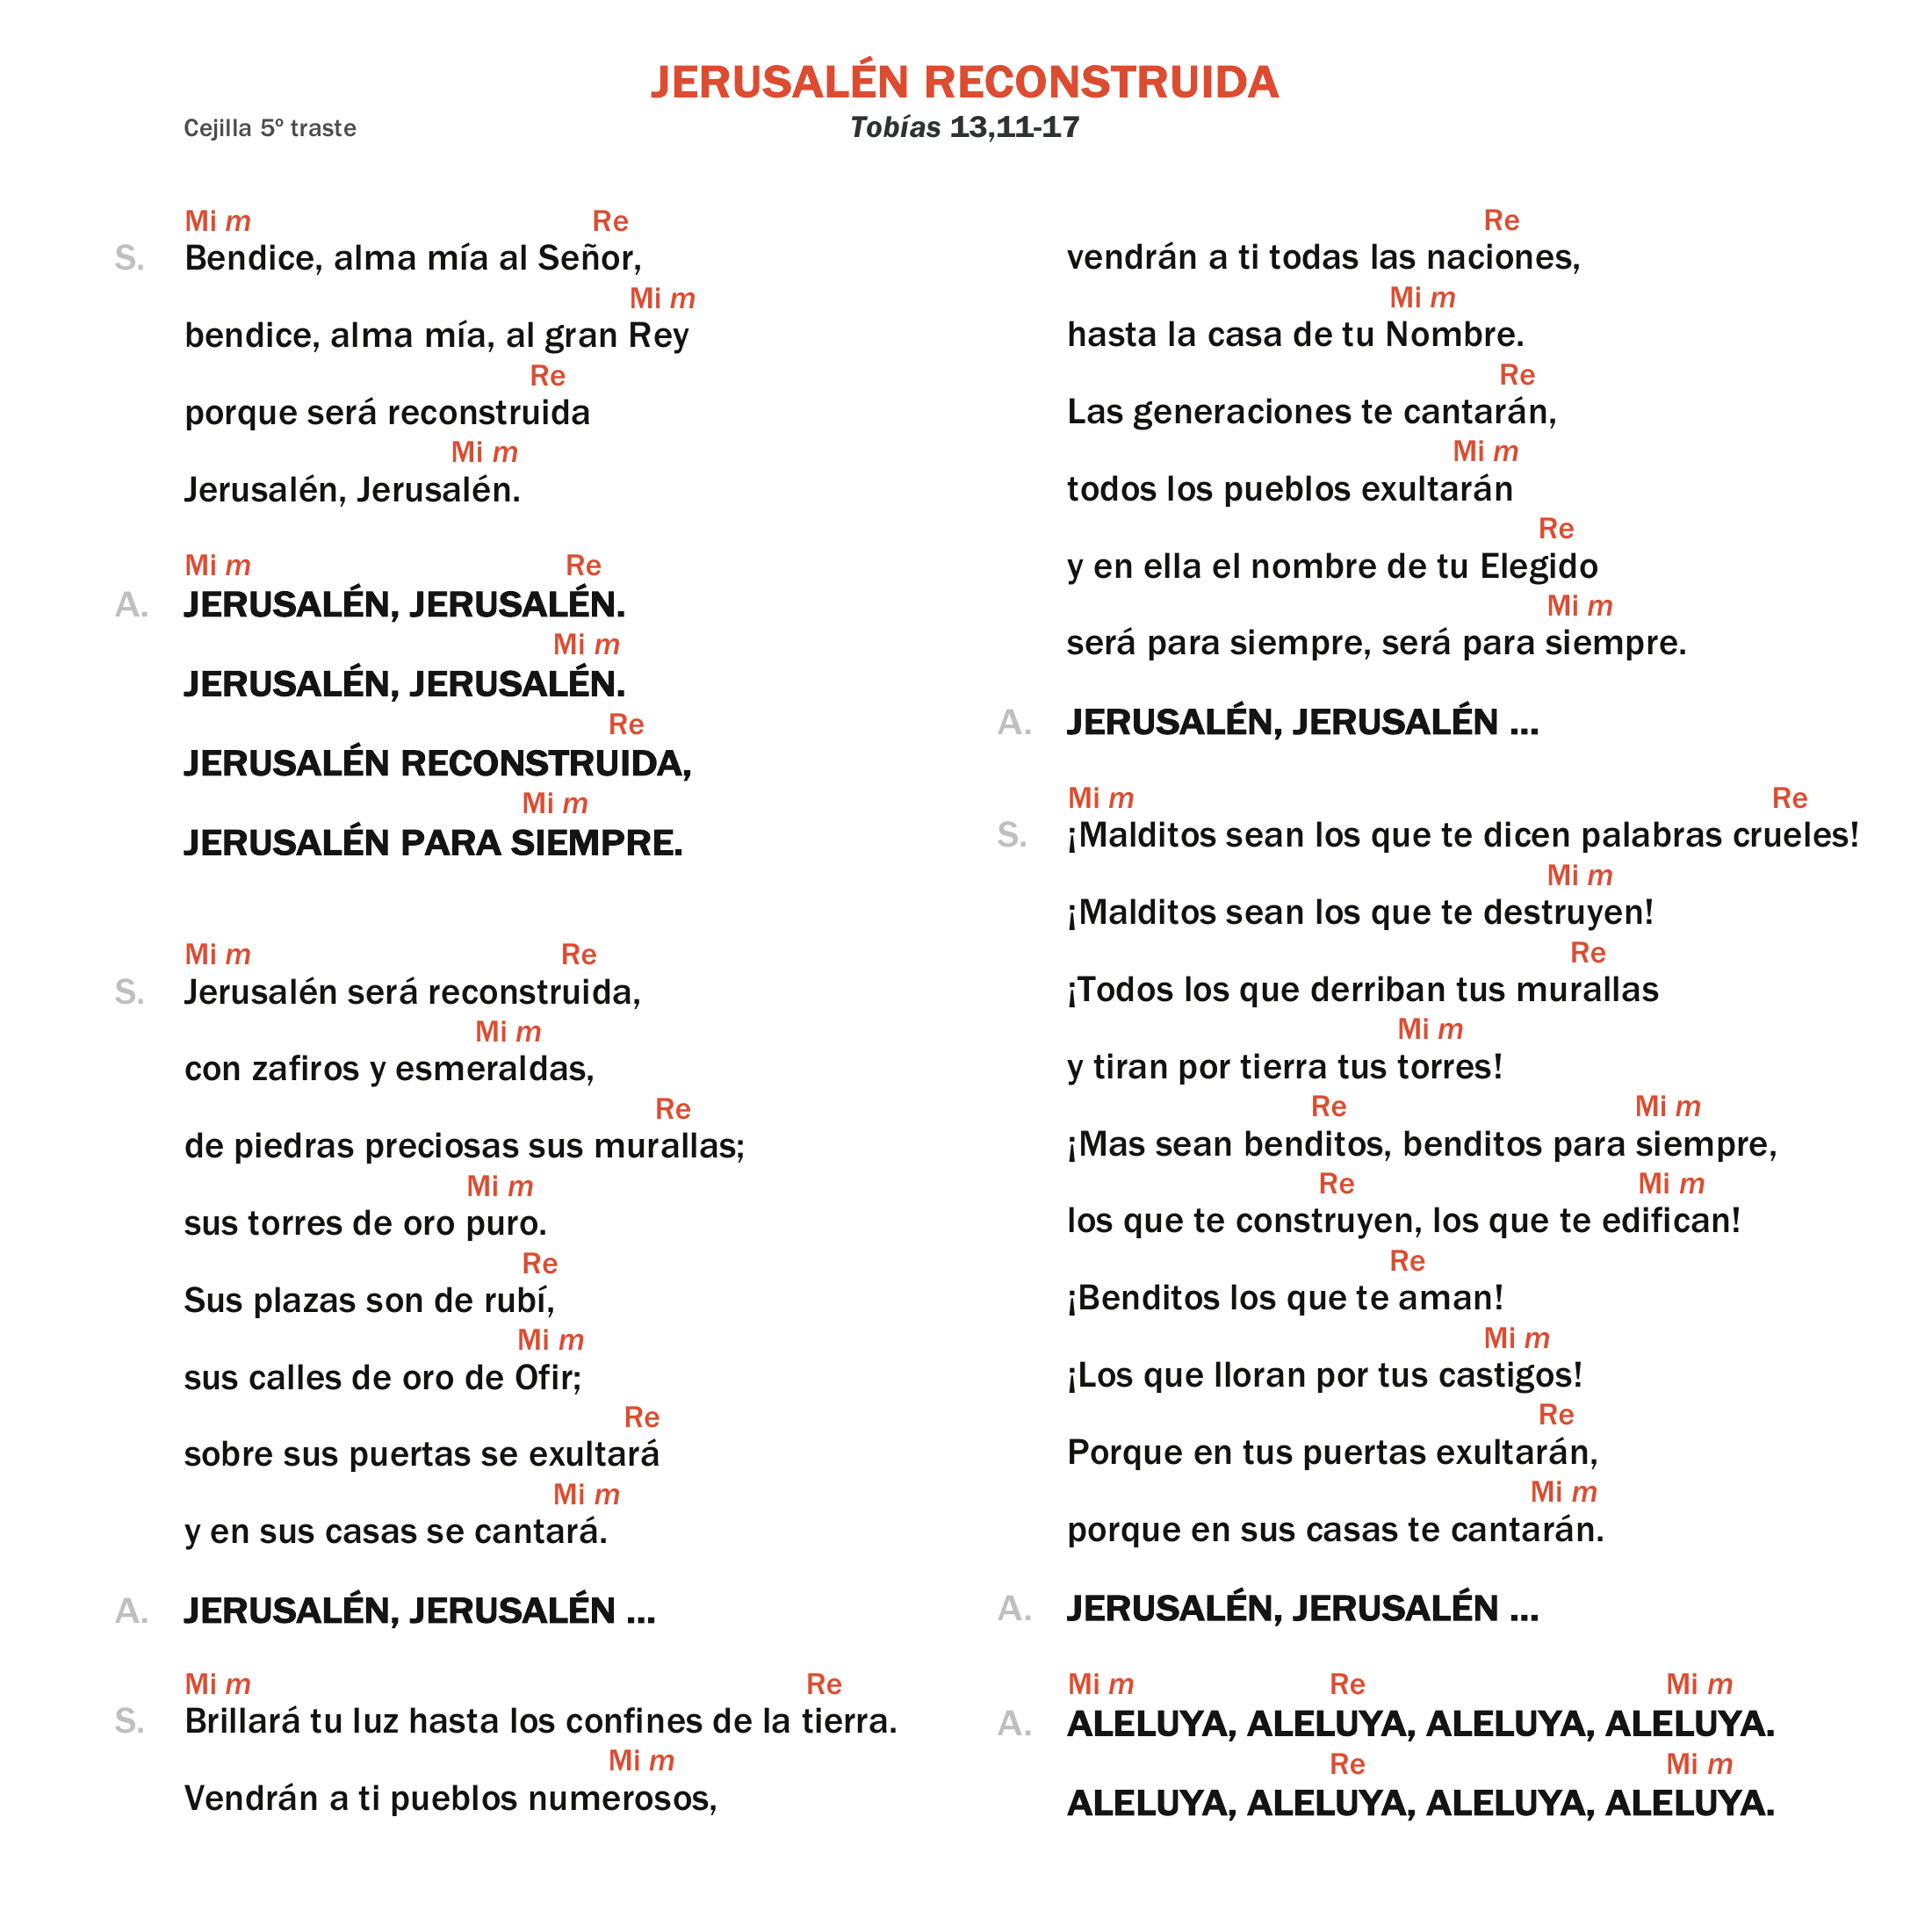 JERUSALÉN RECONSTRUIDA
Cejilla 5º traste
Tobías 13,11-17
Mi m Re
S. Bendice, alma mía al Señor,
Mi m
bendice, alma mía, al gran Rey
Re
porque será reconstruida
Mi m
Jerusalén, Jerusalén.
Mi m Re
A. JERUSALÉN, JERUSALÉN.
Mi m
JERUSALÉN, JERUSALÉN.
Re
JERUSALÉN RECONSTRUIDA,
Mi m
JERUSALÉN PARA SIEMPRE.
Mi m Re
S. Jerusalén será reconstruida,
Mi m
con zafiros y esmeraldas,
Re
de piedras preciosas sus murallas;
Mi m
sus torres de oro puro.
Re
Sus plazas son de rubí,
Mi m
sus calles de oro de Ofir;
Re
sobre sus puertas se exultará
Mi m
y en sus casas se cantará.
A. JERUSALÉN, JERUSALÉN ...
Mi m Re
S. Brillará tu luz hasta los confines de la tierra.
Mi m
Vendrán a ti pueblos numerosos,
Re
vendrán a ti todas las naciones,
Mi m
hasta la casa de tu Nombre.
Re
Las generaciones te cantarán,
Mi m
todos los pueblos exultarán
Re
y en ella el nombre de tu Elegido
Mi m
será para siempre, será para siempre.
A. JERUSALÉN, JERUSALÉN ...
Mi m Re
S. ¡Malditos sean los que te dicen palabras crueles!
Mi m
¡Malditos sean los que te destruyen!
Re
¡Todos los que derriban tus murallas
Mi m
y tiran por tierra tus torres!
Re Mi m
¡Mas sean benditos, benditos para siempre,
Re Mi m
los que te construyen, los que te edifican!
Re
¡Benditos los que te aman!
Mi m
¡Los que lloran por tus castigos!
Re
Porque en tus puertas exultarán,
Mi m
porque en sus casas te cantarán.
A. JERUSALÉN, JERUSALÉN ...
Mi m Re Mi m
A. ALELUYA, ALELUYA, ALELUYA, ALELUYA.
Re Mi m
ALELUYA, ALELUYA, ALELUYA, ALELUYA.